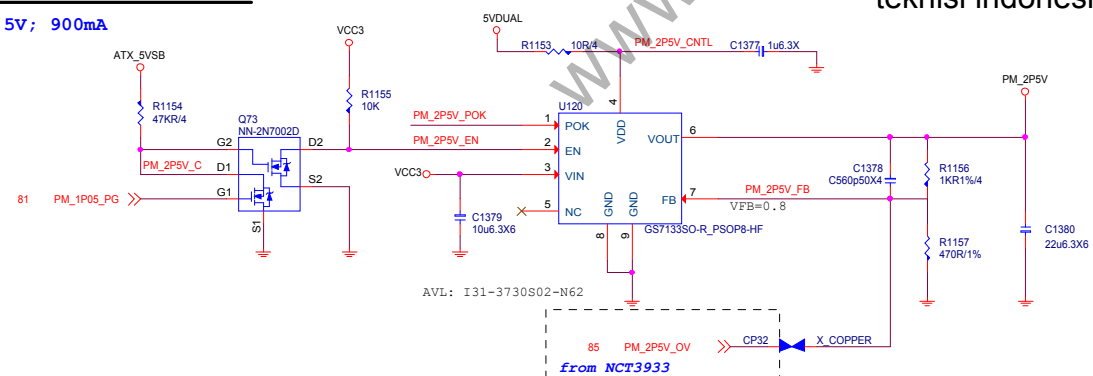 teknisi indonesi
5V; 900mA
www
ATX_5VSB
R1154
47KR/4
Q73
NN-2N7002D
G2
D2
PM_2P5V_C
D1
S2
81 PM_1P05_PG
G1
S1
VCC3
R1155
10K
5VDUAL
R1153
10R/4
PM_2P5V_CNTL
C1377
1u6.3X
U120
4
VDD
PM_2P5V_POK
1
POK
PM_2P5V_EN
2
EN
VCC3
3
VIN
5
NC
C1379
10u6.3X6
GND
GND
8
9
VOUT
6
FB
7
PM_2P5V_FB
VFB=0.8
GS7133SO-R_PSOP8-HF
AVL: I31-3730S02-N62
PM_2P5V
C1378
C560p50X4
R1156
1KR1%/4
R1157
470R/1%
C1380
22u6.3X6
85 PM_2P5V_OV
CP32
X_COPPER
from NCT3933